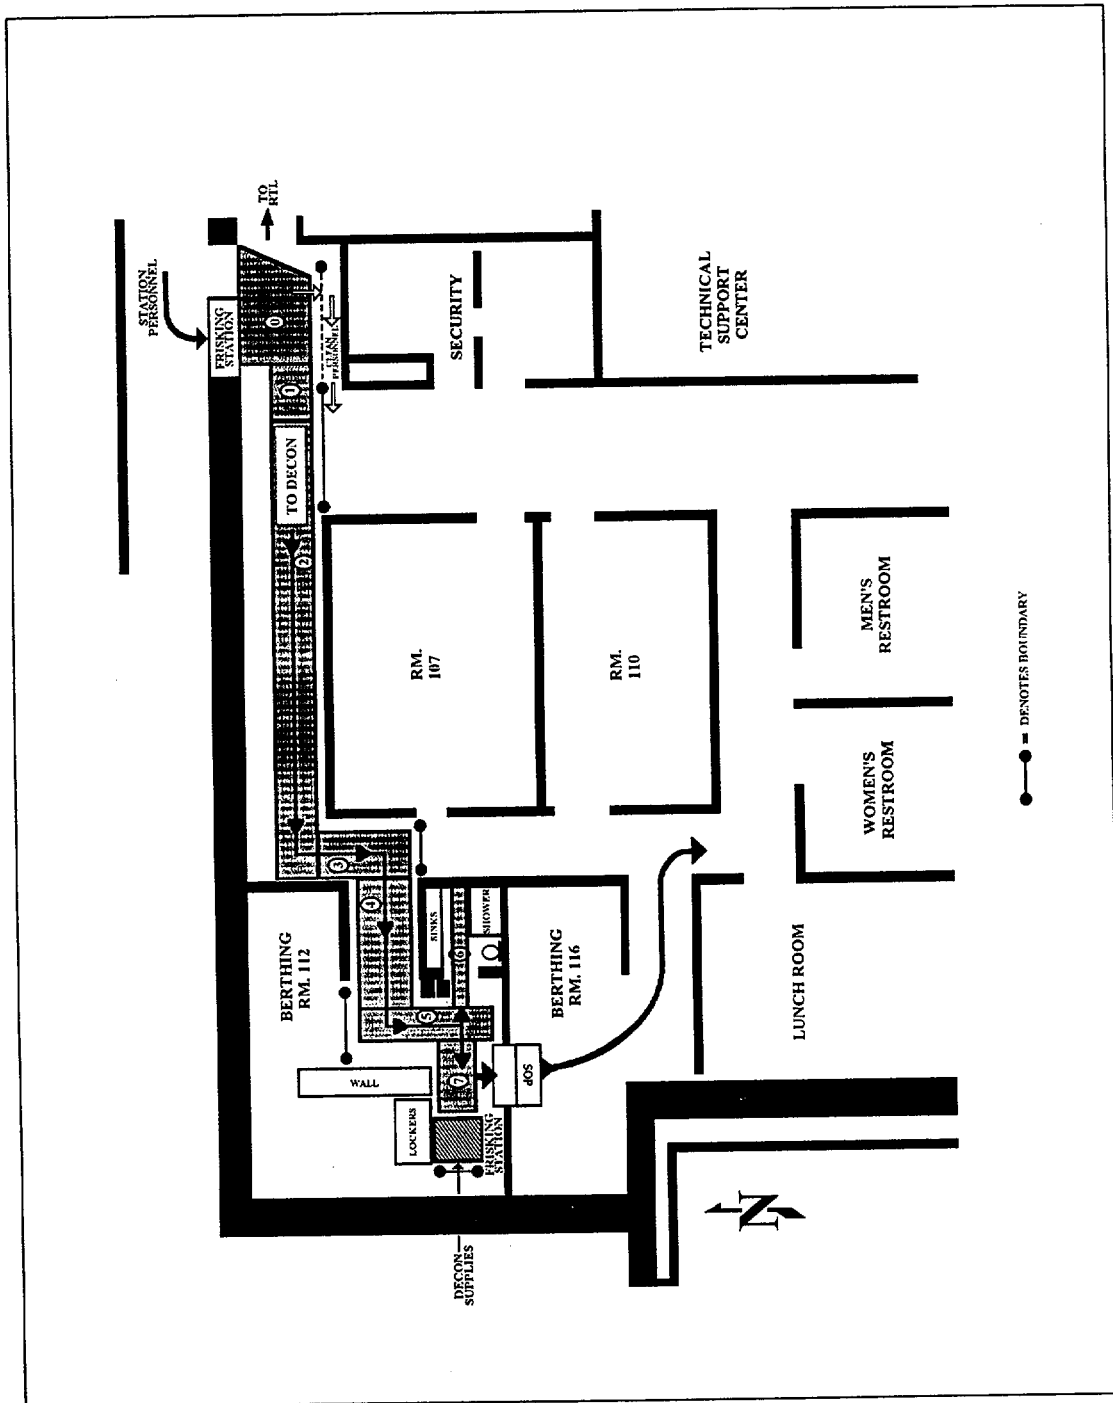 STATION
PERSONNEL
TO
RTL
FRISKING
STATION
0
CLEAN
PERSONNEL
1
TO DECON
2
SECURITY
TECHNICAL
SUPPORT
CENTER
RM.
107
RM.
110
MEN'S
RESTROOM
WOMEN'S
RESTROOM
3
4
BERTHING
RM. 112
SINKS
6
SHOWER
5
BERTHING
RM. 116
LUNCH ROOM
WALL
7
SOP
LOCKERS
FRISKING
STATION
DECON
SUPPLIES
N
= DENOTES BOUNDARY